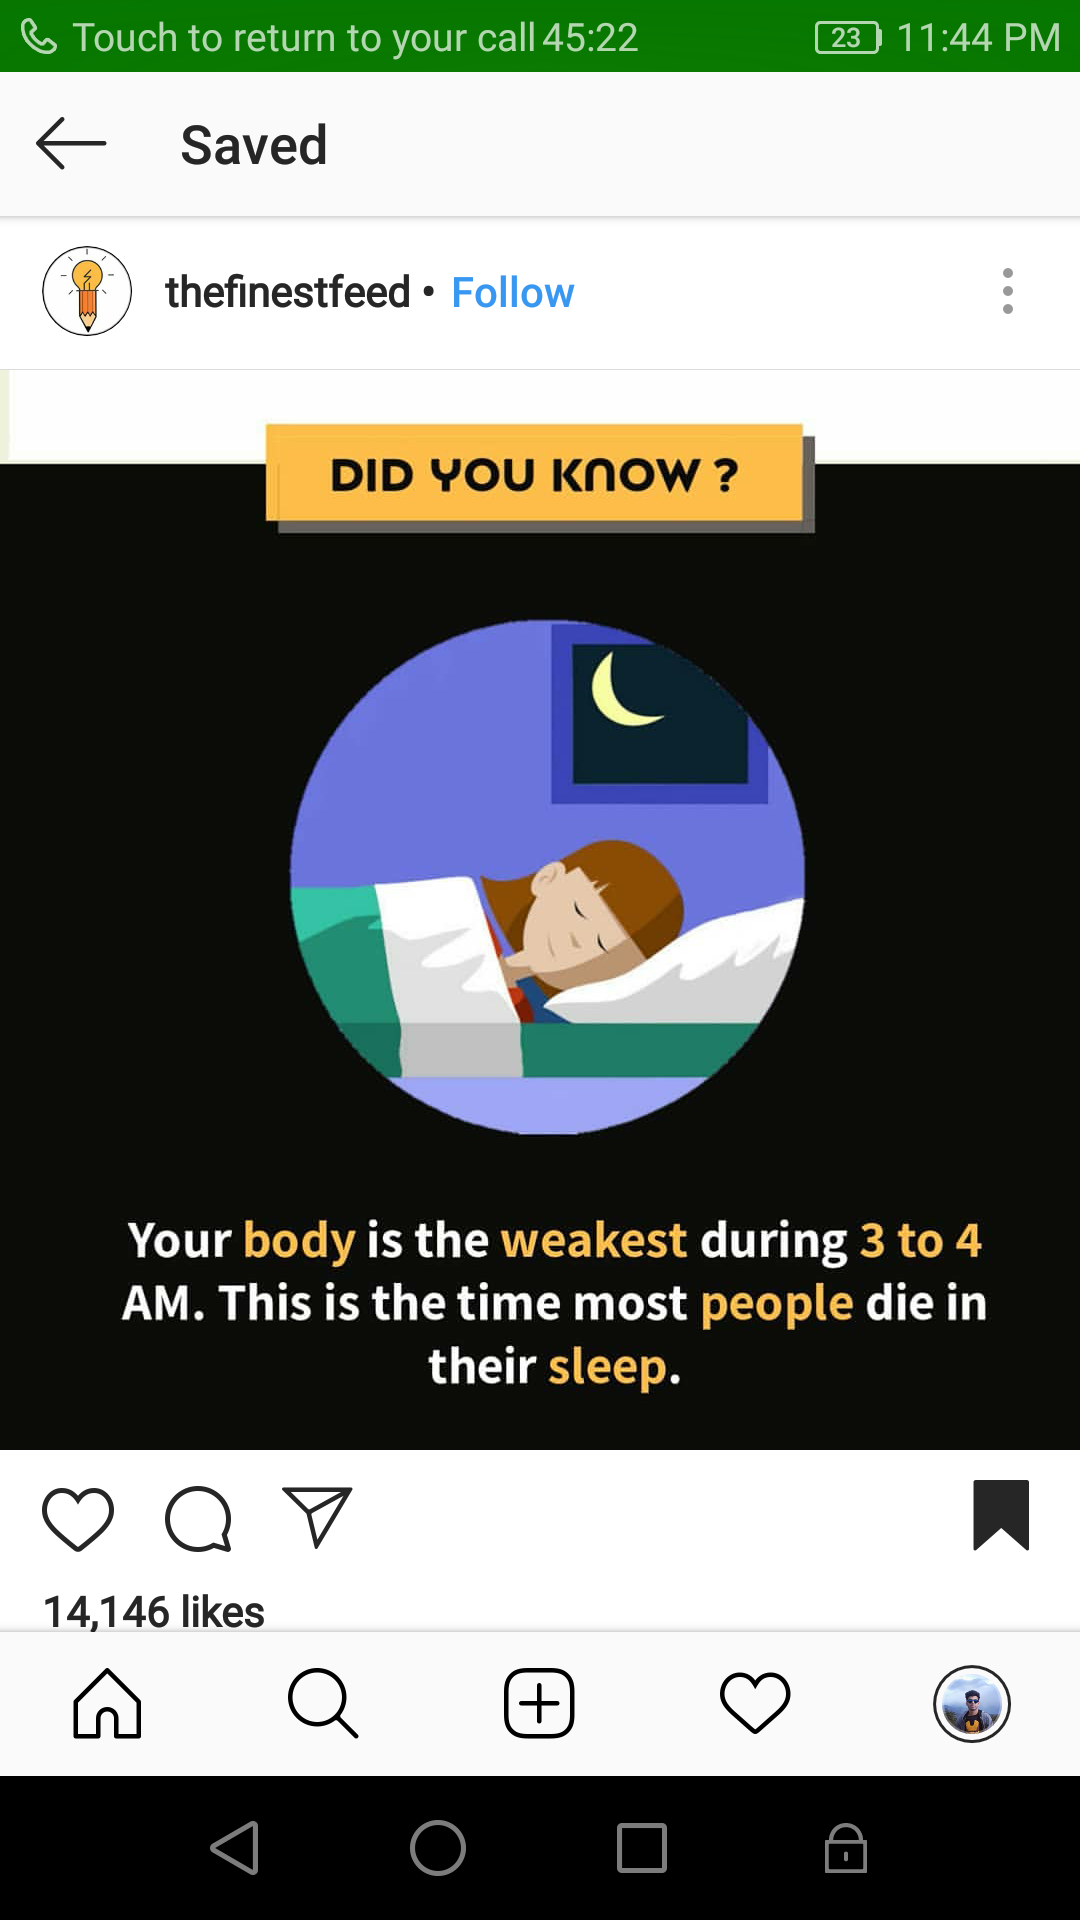 Touch to return to your call 45:22 23 11:44 PM
Saved
thefinestfeed • Follow
DID YOU KNOW ?
Your body is the weakest during 3 to 4
AM. This is the time most people die in
their sleep.
14,146 likes